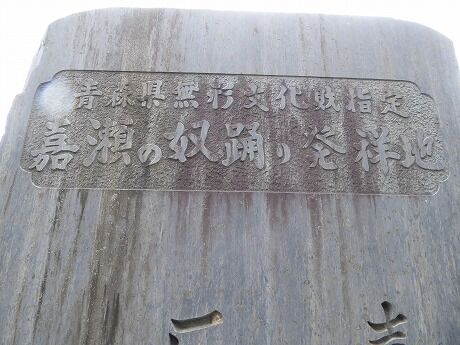 青森県無形文化財指定
嘉瀬の奴踊り発祥地